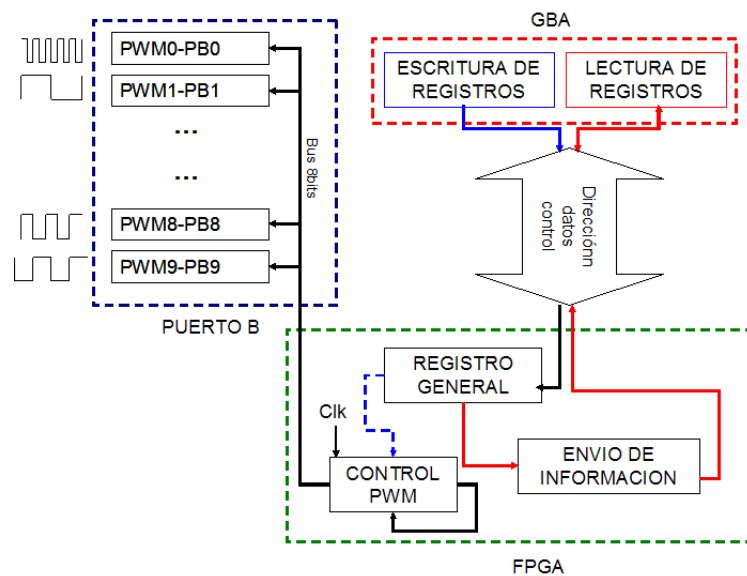 GBA
PWM0-PB0
ESCRITURA DE
REGISTROS
LECTURA DE
REGISTROS
PWM1-PB1
...
...
Bus 8bits
Direcciónn
datos
control
PWM8-PB8
PWM9-PB9
PUERTO B
REGISTRO
GENERAL
Clk
CONTROL
PWM
ENVIO DE
INFORMACION
FPGA